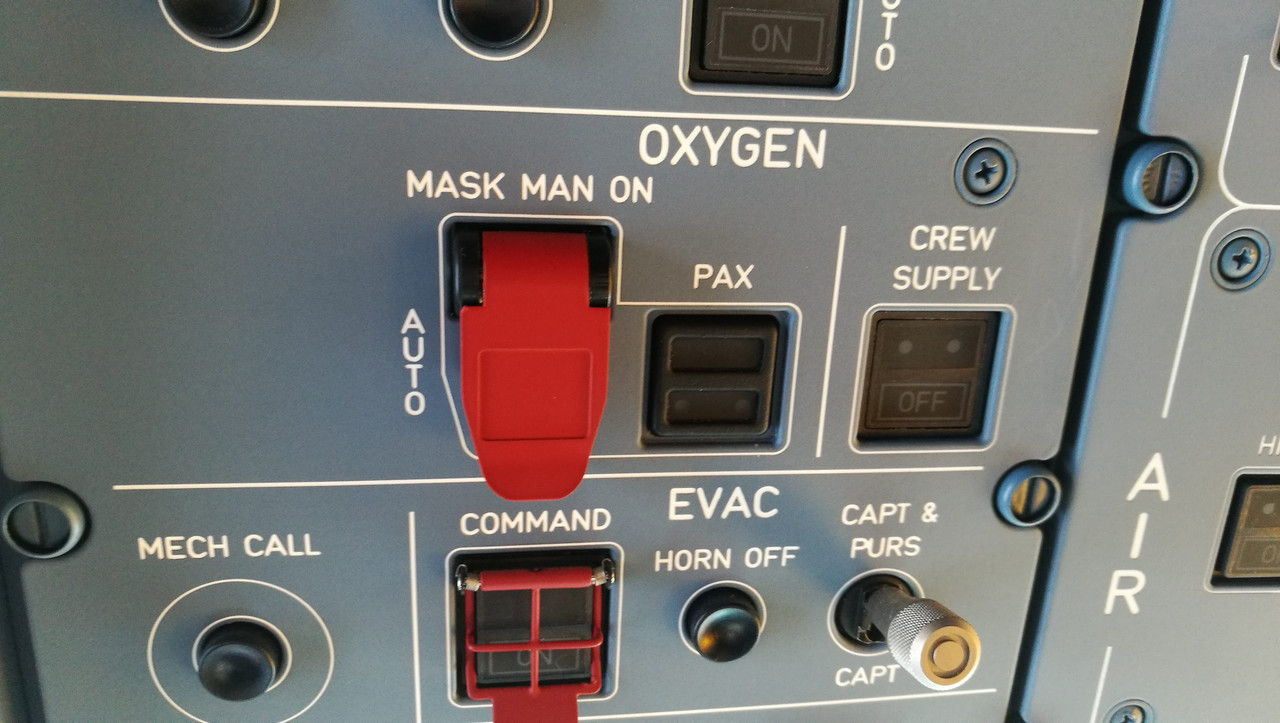 ON
OXYGEN
MASK MAN ON
CREW
SUPPLY
PAX
AUTO
OFF
EVAC
COMMAND
CAPT &
PURS
MECH CALL
HORN OFF
ON
CAPT
AIR